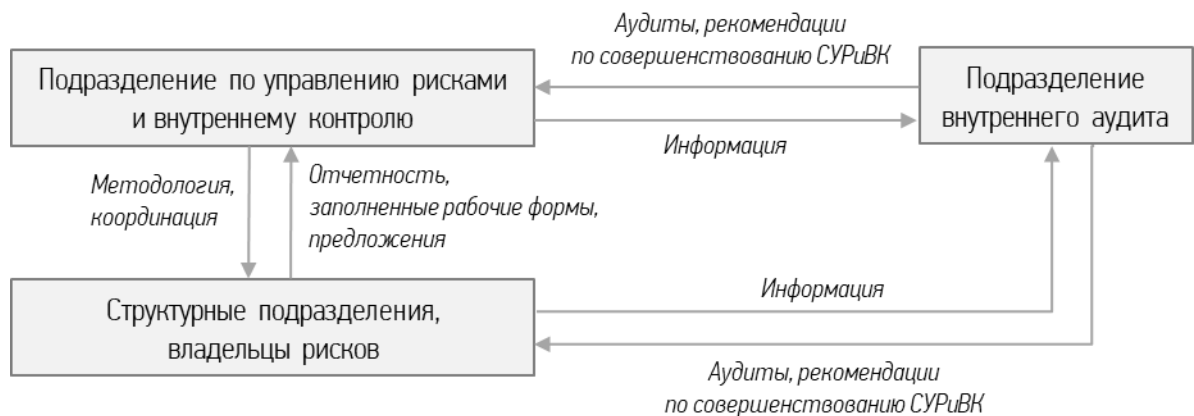 Аудиты, рекомендации
по совершенствованию СУРиВК
Подразделение по управлению рисками
и внутреннему контролю
Подразделение
внутреннего аудита
Информация
Методология,
координация
Отчетность,
заполненные рабочие формы,
предложения
Структурные подразделения,
владельцы рисков
Информация
Аудиты, рекомендации
по совершенствованию СУРиВК